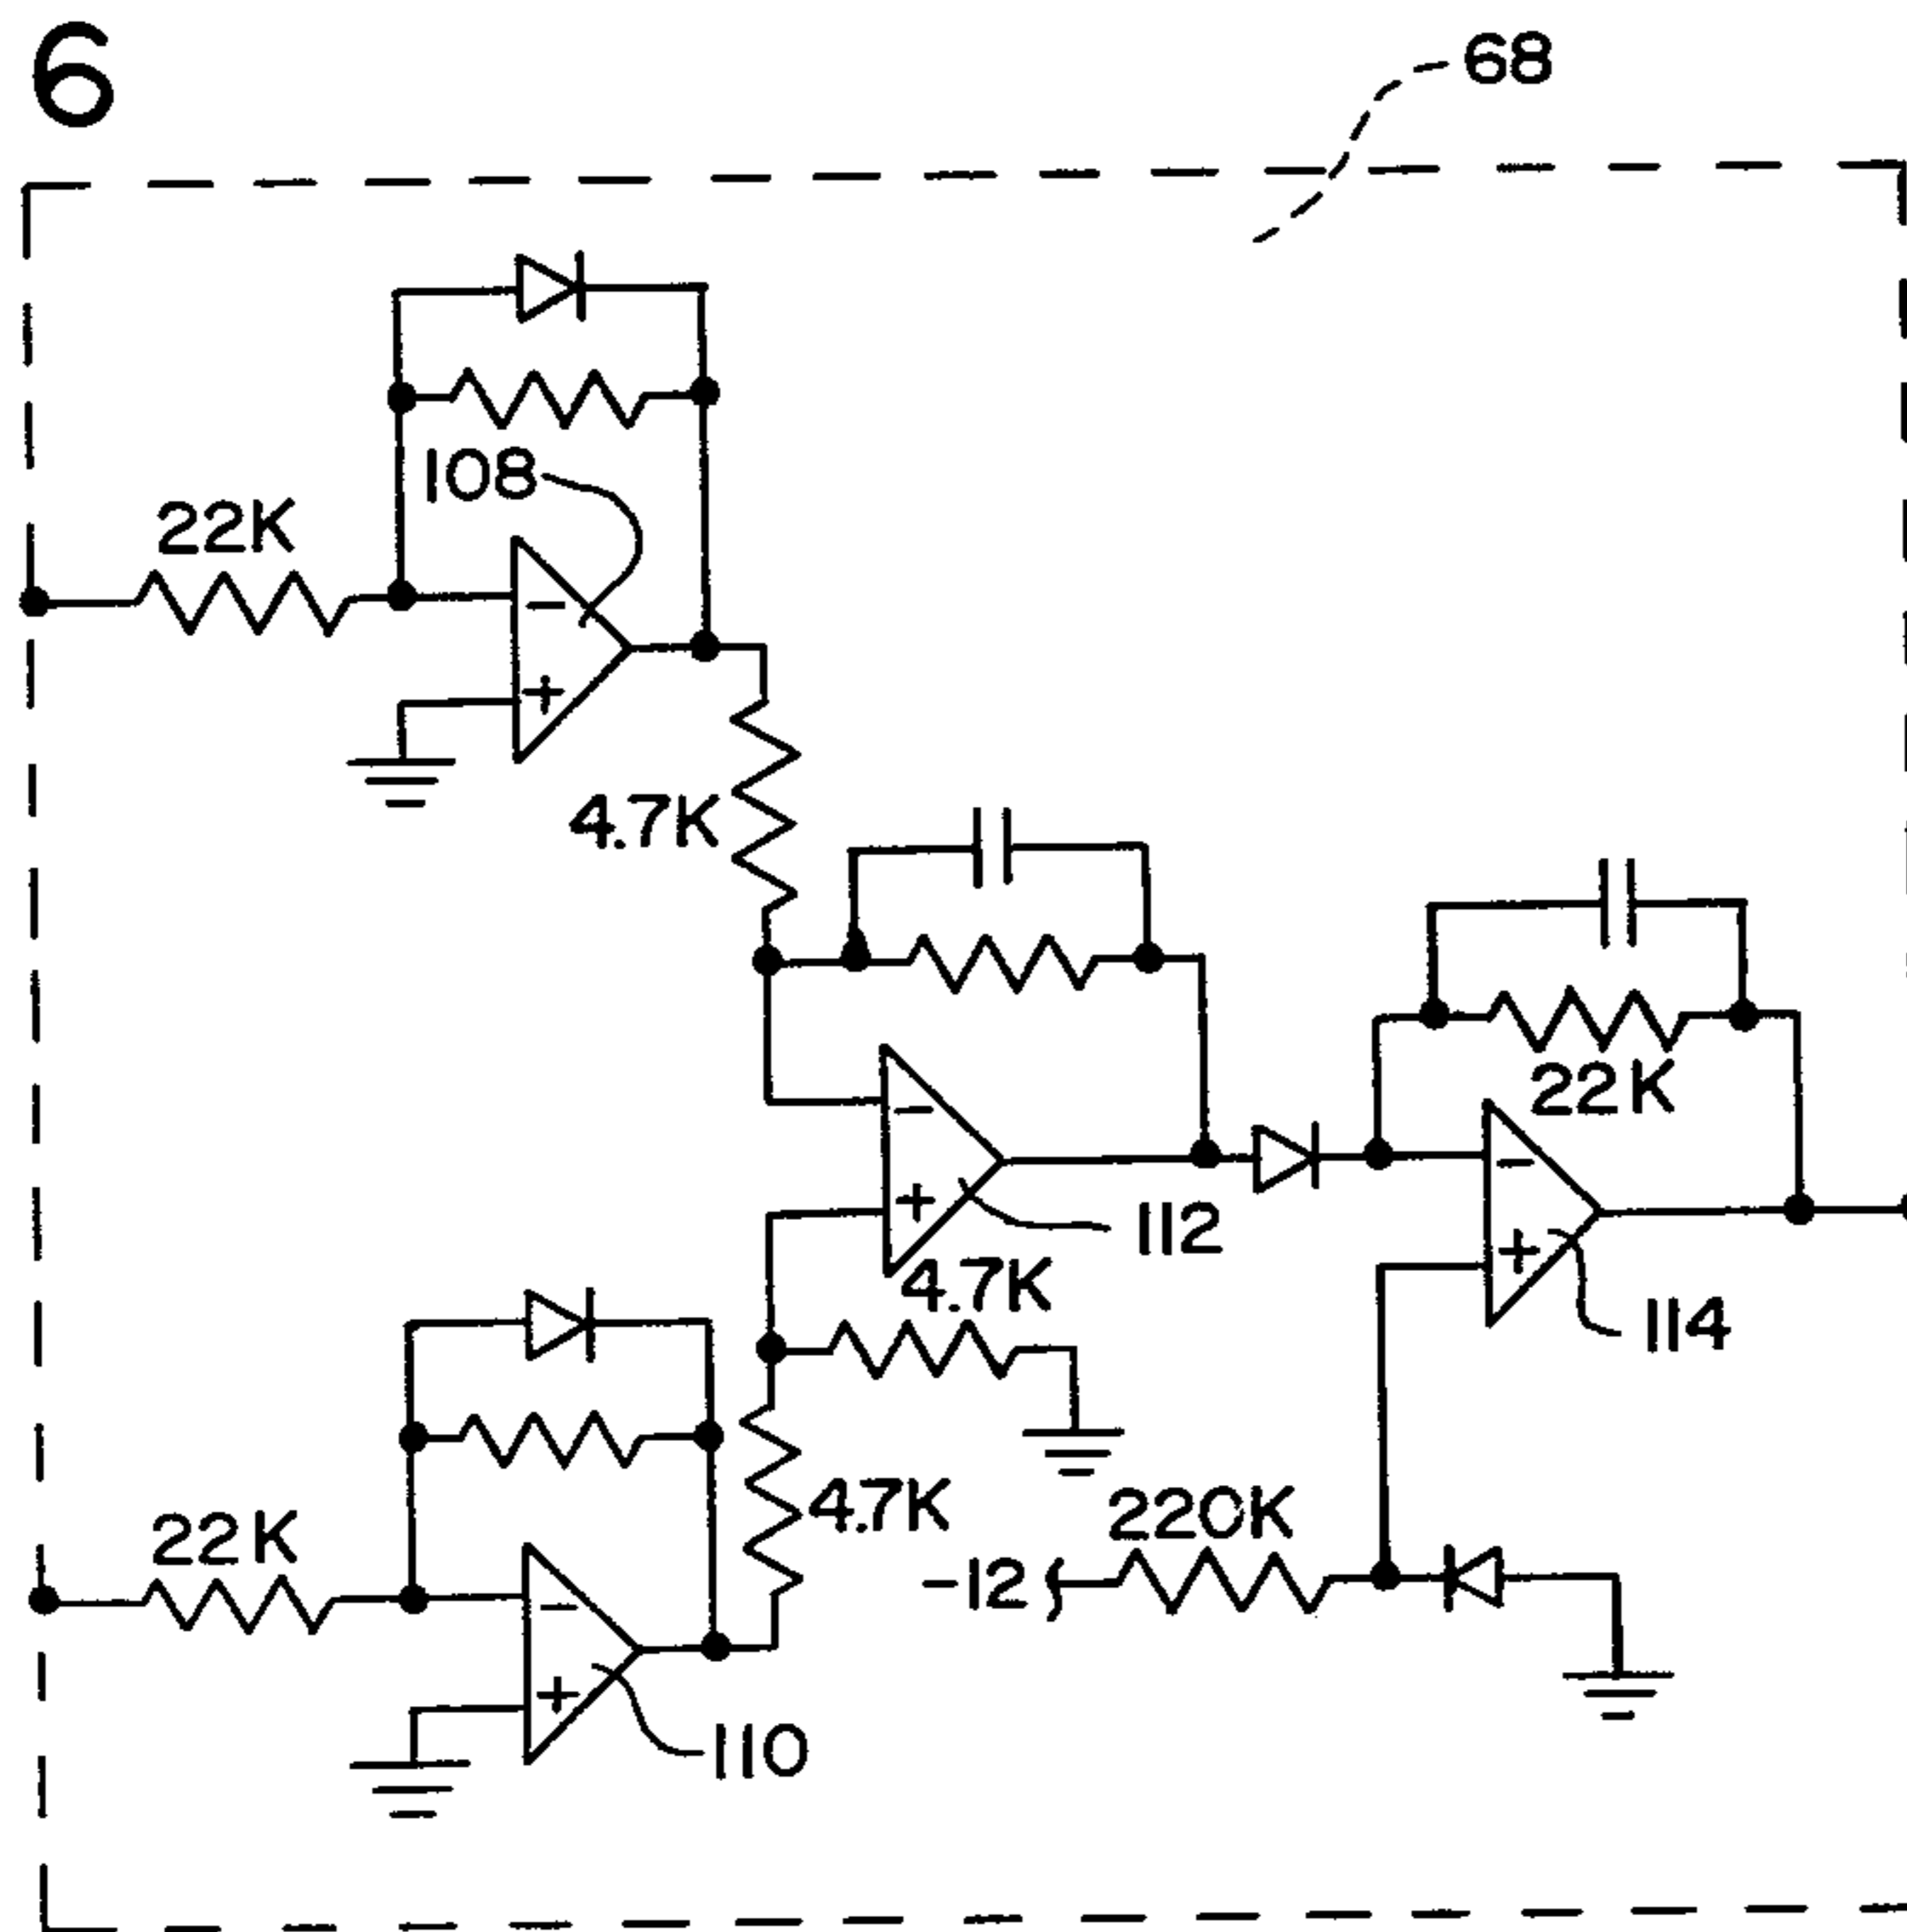 6
68
108
22K
-
+
4.7K
22K
-
-
+
+
112
4.7K
114
4.7K
220K
22K
-12
-
+
110